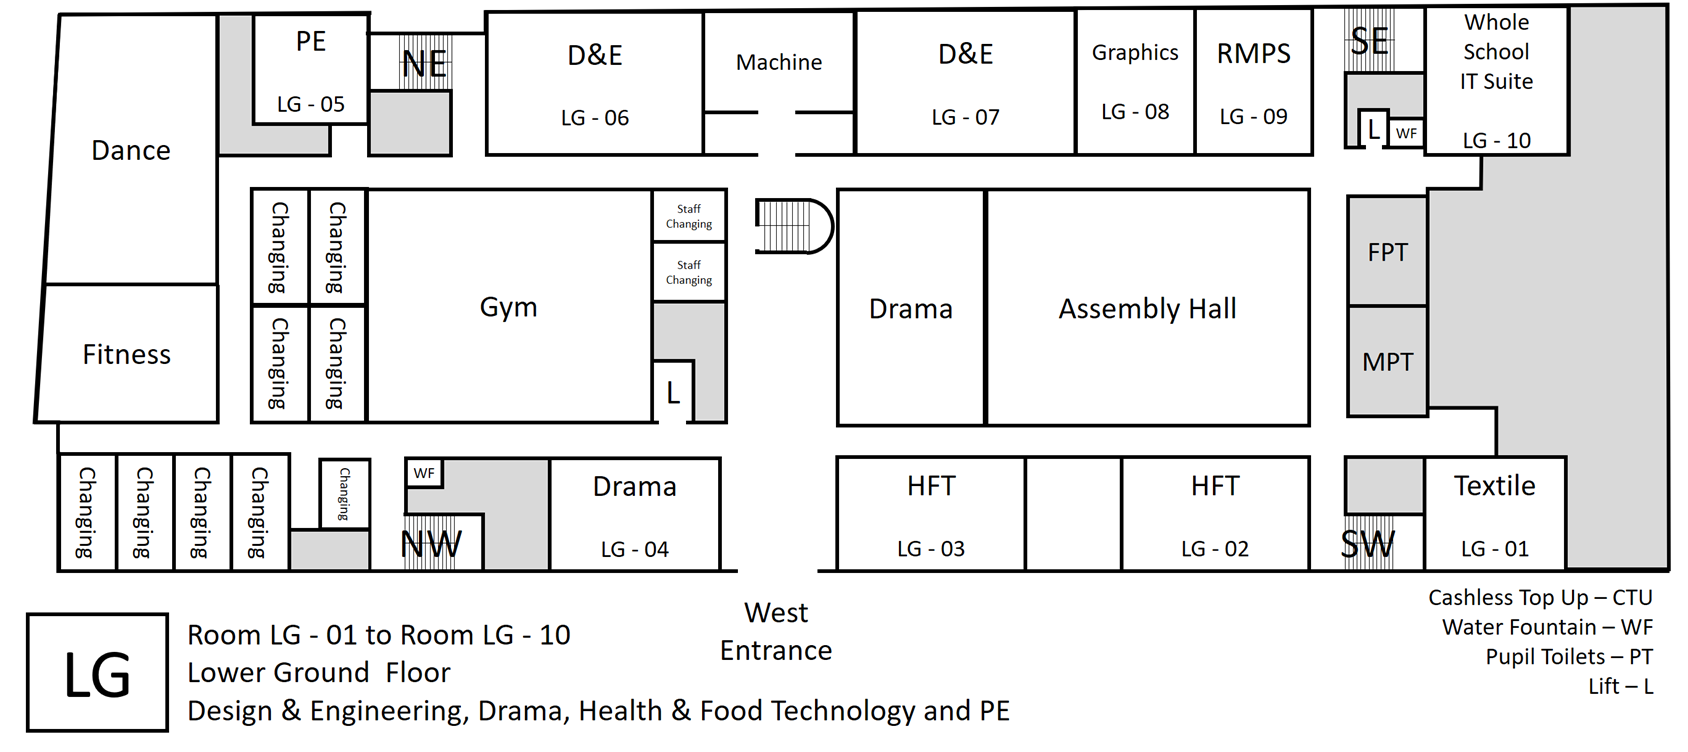 PE
LG - 05
NE
D&E
LG - 06
Machine
D&E
LG - 07
Graphics
LG - 08
RMPS
LG - 09
SE
L
WF
Whole
School
IT Suite
LG - 10
Dance
Fitness
Changing
Changing
Changing
Changing
Gym
Staff
Changing
Staff
Changing
L
Drama
Assembly Hall
FPT
MPT
Changing
Changing
Changing
Changing
Changing
WF
NW
Drama
LG - 04
HFT
LG - 03
HFT
LG - 02
SW
Textile
LG - 01
West
Entrance
Cashless Top Up – CTU
Water Fountain – WF
Pupil Toilets – PT
Lift – L
LG
Room LG - 01 to Room LG - 10
Lower Ground Floor
Design & Engineering, Drama, Health & Food Technology and PE